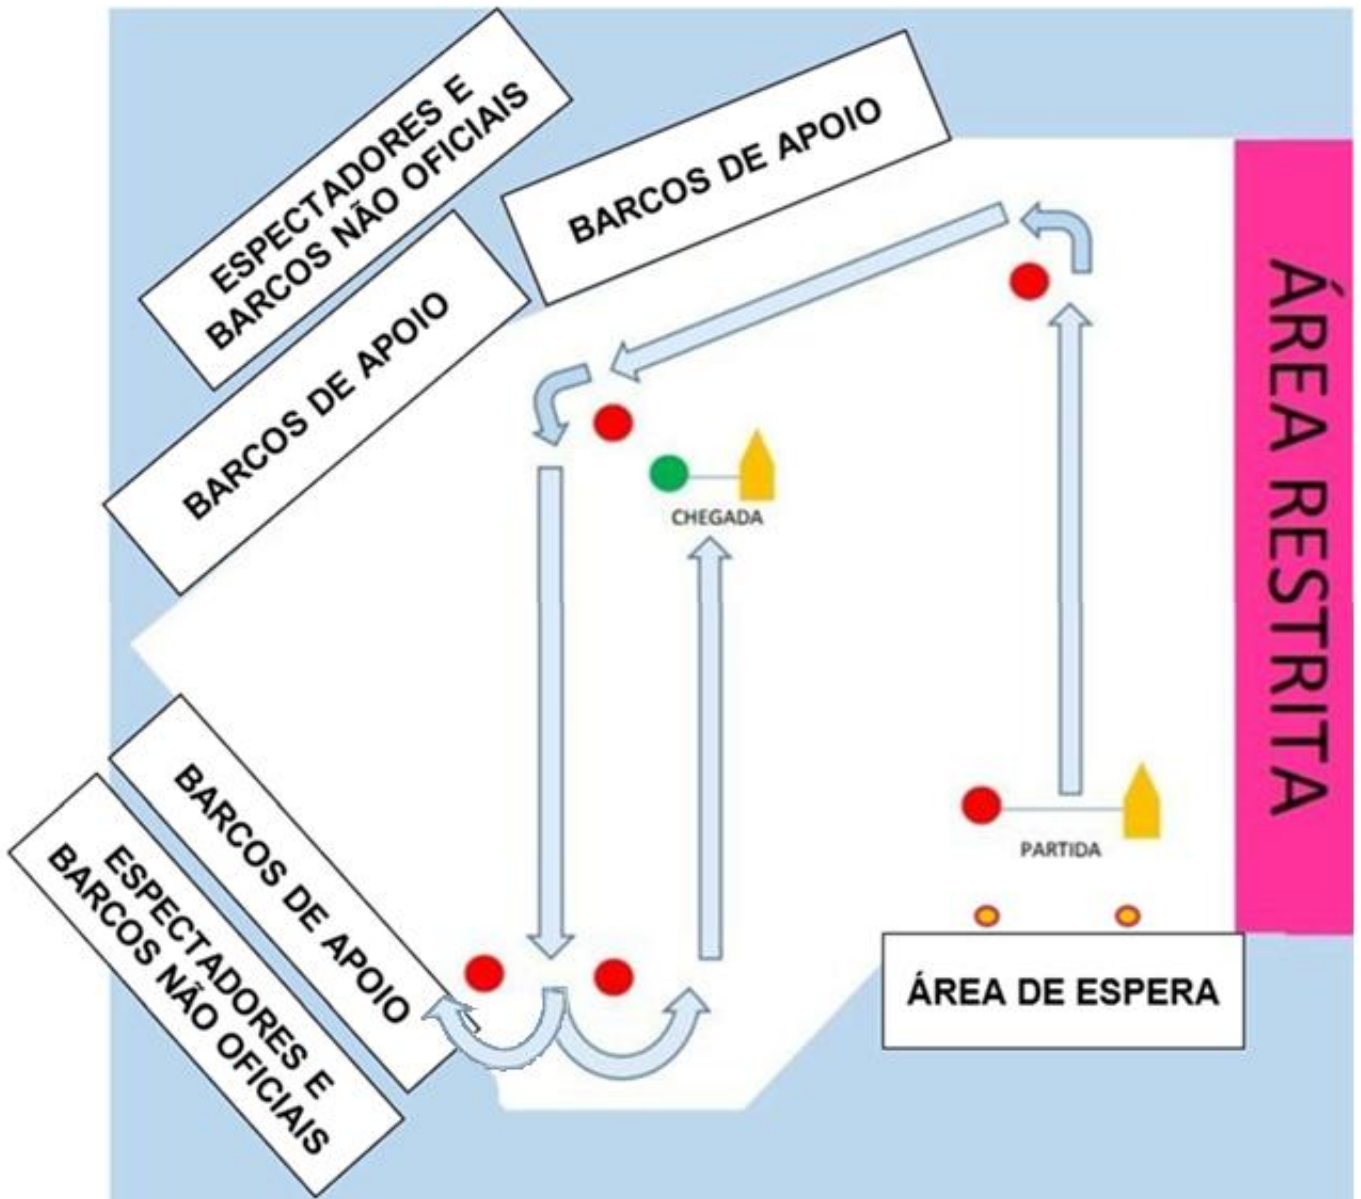 ESPECTADORES E
BARCOS NÃO OFICIAIS
BARCOS DE APOIO
BARCOS DE APOIO
ÁREA RESTRITA
CHEGADA
PARTIDA
BARCOS DE APOIO
ESPECTADORES E
BARCOS NÃO OFICIAIS
ÁREA DE ESPERA